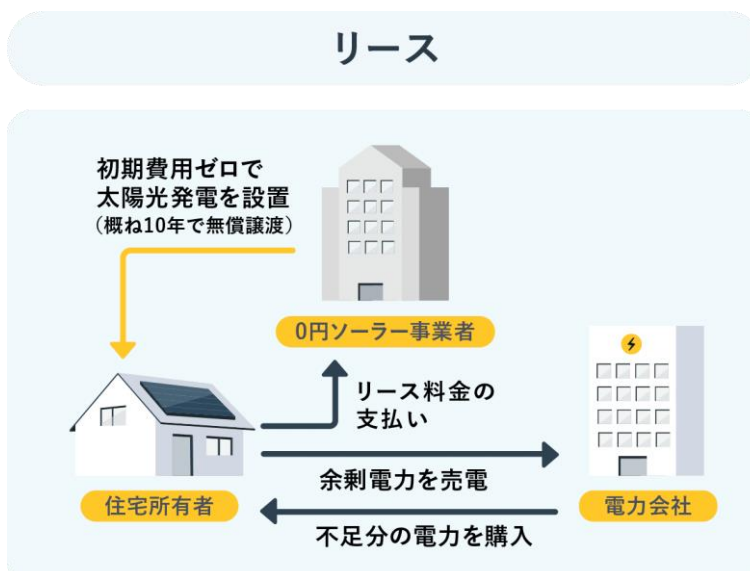 リース
初期費用ゼロで
太陽光発電を設置
（概ね10年で無償譲渡）
0円ソーラー事業者
リース料金の
支払い
余剰電力を売電
住宅所有者
電力会社
不足分の電力を購入